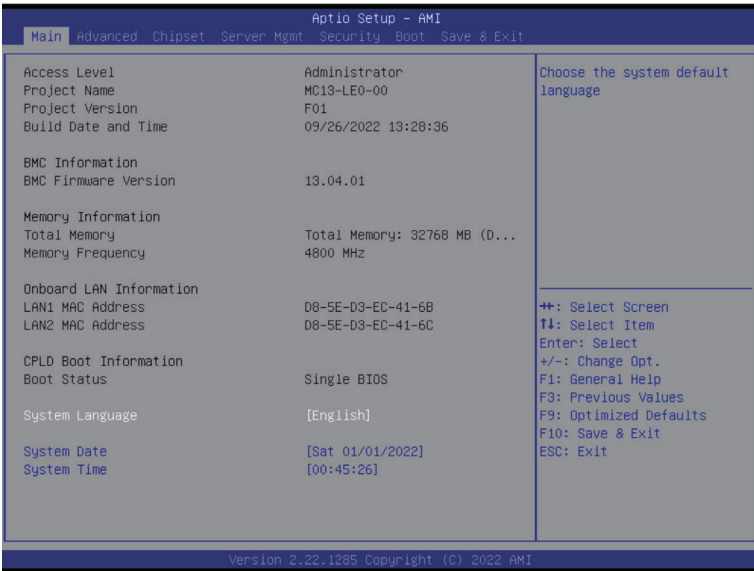 Aptio Setup - AMI
Main Advanced Chipset Server Mgmt Security Boot Save & Exit
Access Level Administrator
Project Name MC13-LE0-00
Project Version F01
Build Date and Time 09/26/2022 13:28:36
BMC Information
BMC Firmware Version 13.04.01
Memory Information
Total Memory Total Memory: 32768 MB (D...
Memory Frequency 4800 MHz
Onboard LAN Information
LAN1 MAC Address D8-5E-D3-EC-41-6B
LAN2 MAC Address D8-5E-D3-EC-41-6C
CPLD Boot Information
Boot Status Single BIOS
System Language [English]
System Date [Sat 01/01/2022]
System Time [00:45:26]
Choose the system default
language
→←: Select Screen
↑↓: Select Item
Enter: Select
+/-: Change Opt.
F1: General Help
F3: Previous Values
F9: Optimized Defaults
F10: Save & Exit
ESC: Exit
Version 2.22.1285 Copyright (C) 2022 AMI